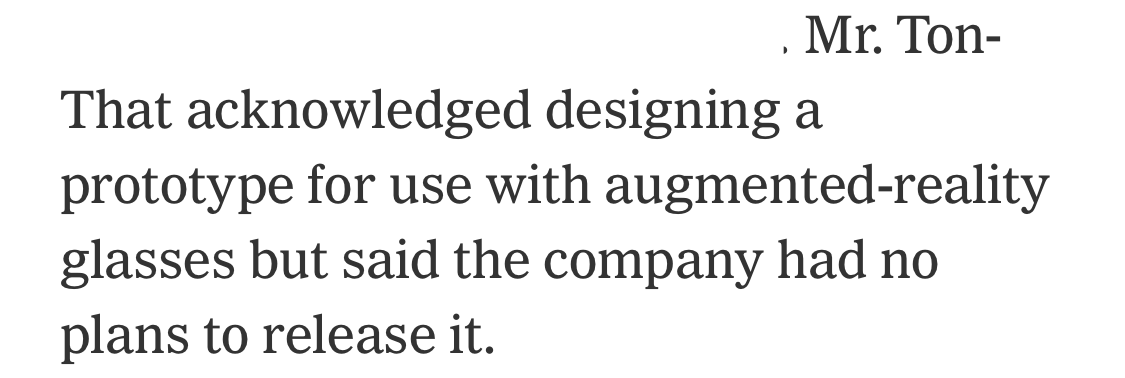 . Mr. Ton-
That acknowledged designing a
prototype for use with augmented-reality
glasses but said the company had no
plans to release it.